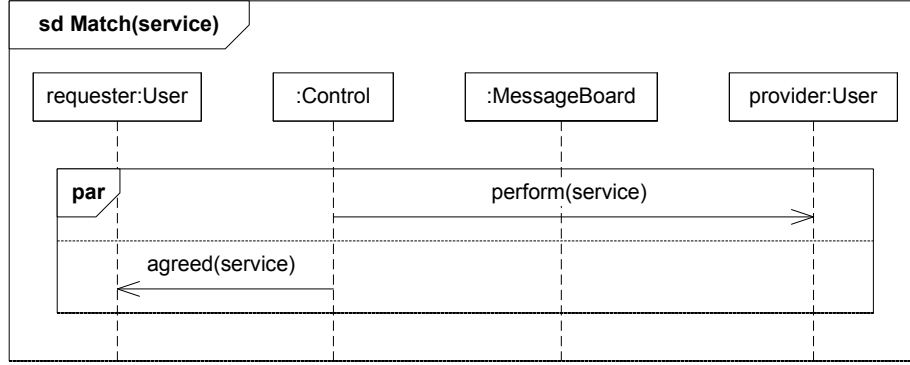 sd Match(service)
requester:User :Control :MessageBoard provider:User
par
perform(service)
agreed(service)